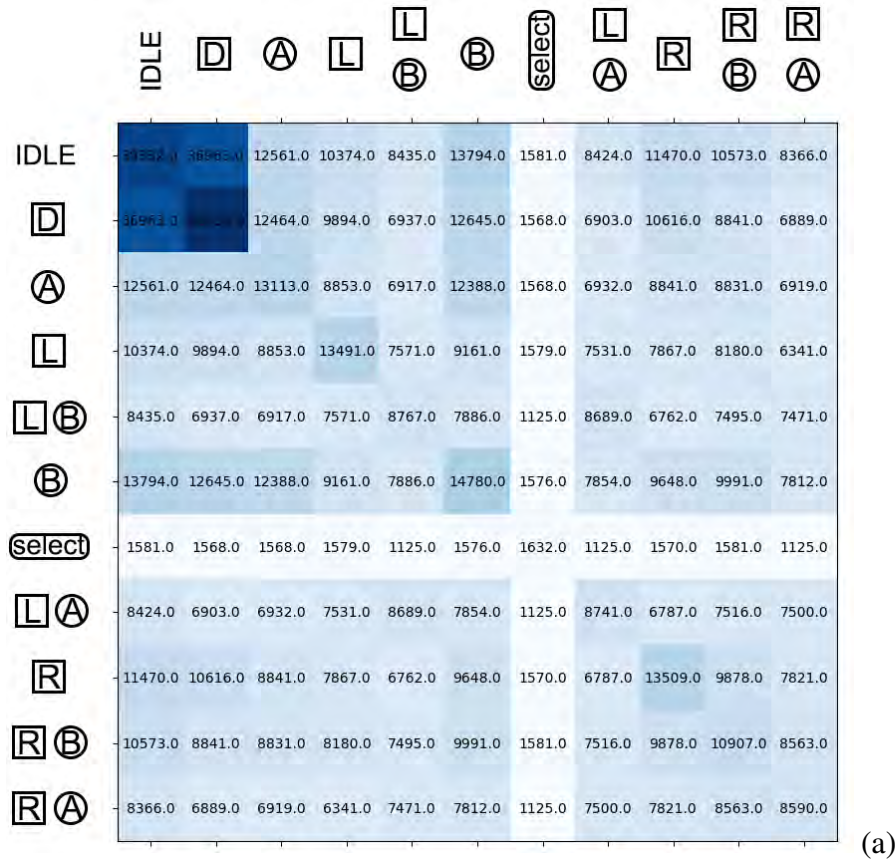 IDLE D A L L B B select L A R R B R A
IDLE 36963.0 12561.0 10374.0 8435.0 13794.0 1581.0 8424.0 11470.0 10573.0 8366.0
D 36963.0 12464.0 9894.0 6937.0 12645.0 1568.0 6903.0 10616.0 8841.0 6889.0
A 12561.0 12464.0 13113.0 8853.0 6917.0 12388.0 1568.0 6932.0 8841.0 8831.0 6919.0
L 10374.0 9894.0 8853.0 13491.0 7571.0 9161.0 1579.0 7531.0 7867.0 8180.0 6341.0
L B 8435.0 6937.0 6917.0 7571.0 8767.0 7886.0 1125.0 8689.0 6762.0 7495.0 7471.0
B 13794.0 12645.0 12388.0 9161.0 7886.0 14780.0 1576.0 7854.0 9648.0 9991.0 7812.0
select 1581.0 1568.0 1568.0 1579.0 1125.0 1576.0 1632.0 1125.0 1570.0 1581.0 1125.0
L A 8424.0 6903.0 6932.0 7531.0 8689.0 7854.0 1125.0 8741.0 6787.0 7516.0 7500.0
R 11470.0 10616.0 8841.0 7867.0 6762.0 9648.0 1570.0 6787.0 13509.0 9878.0 7821.0
R B 10573.0 8841.0 8831.0 8180.0 7495.0 9991.0 1581.0 7516.0 9878.0 10907.0 8563.0
R A 8366.0 6889.0 6919.0 6341.0 7471.0 7812.0 1125.0 7500.0 7821.0 8563.0 8590.0
(a)